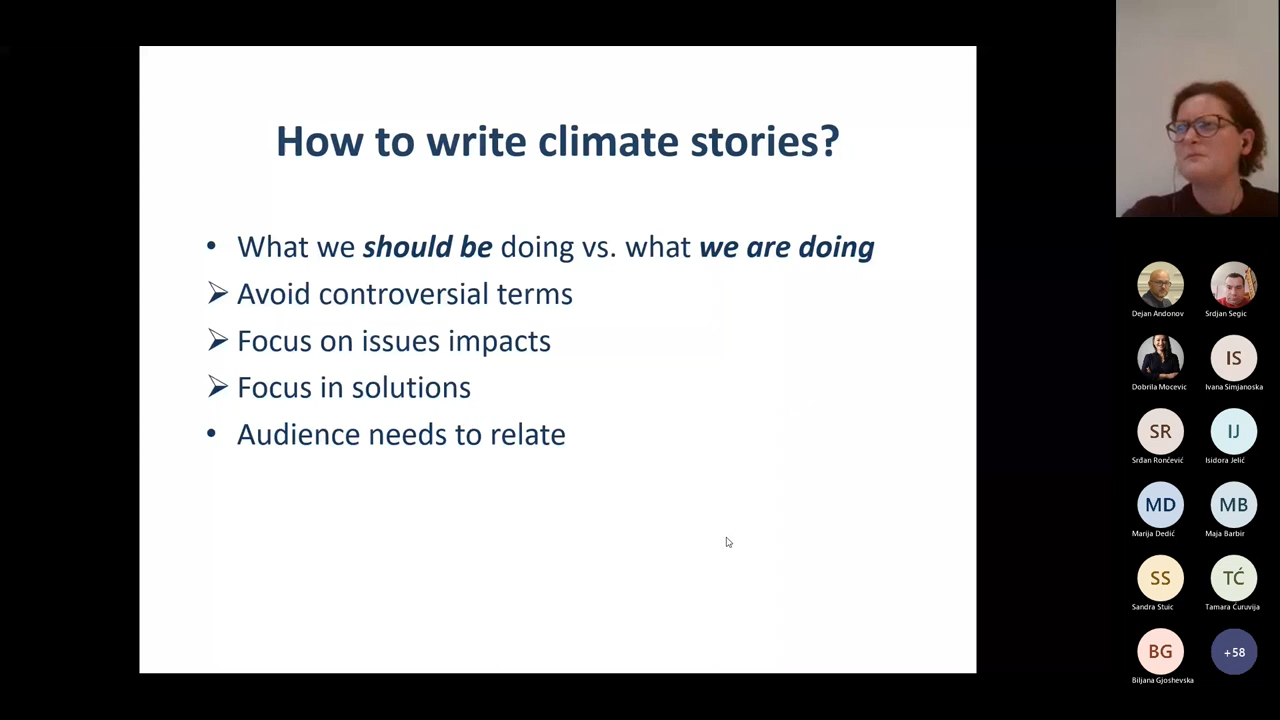 How to write climate stories?
• What we should be doing vs. what we are doing
➢ Avoid controversial terms
➢ Focus on issues impacts
➢ Focus in solutions
• Audience needs to relate
Dejan Andonov
Srdjan Segic
Dobrila Mocevic
IS
Ivana Simjanoska
SR
Srđan Rončević
IJ
Isidora Jelić
MD
Marija Dedić
MB
Maja Barbir
SS
Sandra Stuic
TĆ
Tamara Ćuruvija
BG
Biljana Gjoshevska
+58